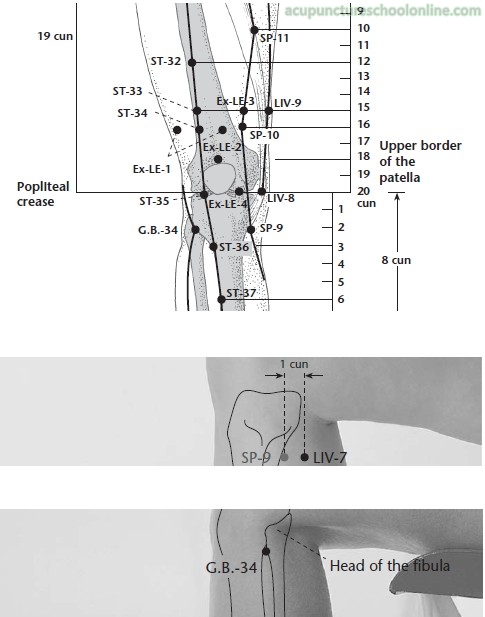 acupunctureschoolonline.com
9
19 cun
10
SP-11
11
ST-32
12
13
ST-33
14
Ex-LE-3
LIV-9
15
ST-34
16
SP-10
17
Ex-LE-2
Upper border
of the
patella
18
Ex-LE-1
19
Popliteal
crease
20
cun
ST-35
Ex-LE-4
LIV-8
1
G.B.-34
SP-9
2
ST-36
3
8 cun
4
5
ST-37
6
1 cun
SP-9
LIV-7
G.B.-34
Head of the fibula